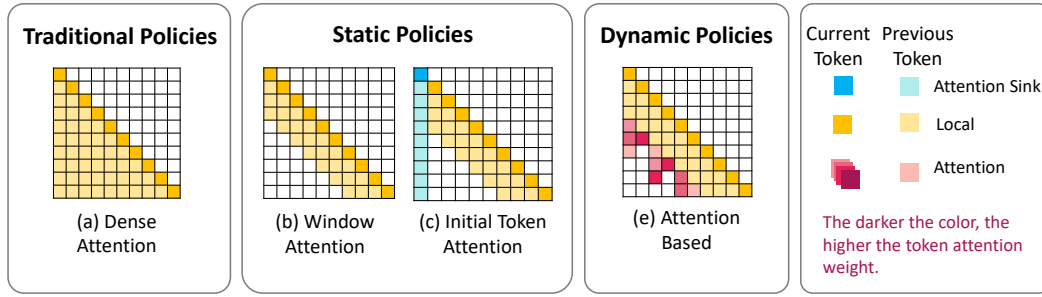 Traditional Policies
(a) Dense
Attention
Static Policies
(b) Window
Attention
(c) Initial Token
Attention
Dynamic Policies
(e) Attention
Based
Current
Token
Previous
Token
Attention Sink
Local
Attention
The darker the color, the
higher the token attention
weight.